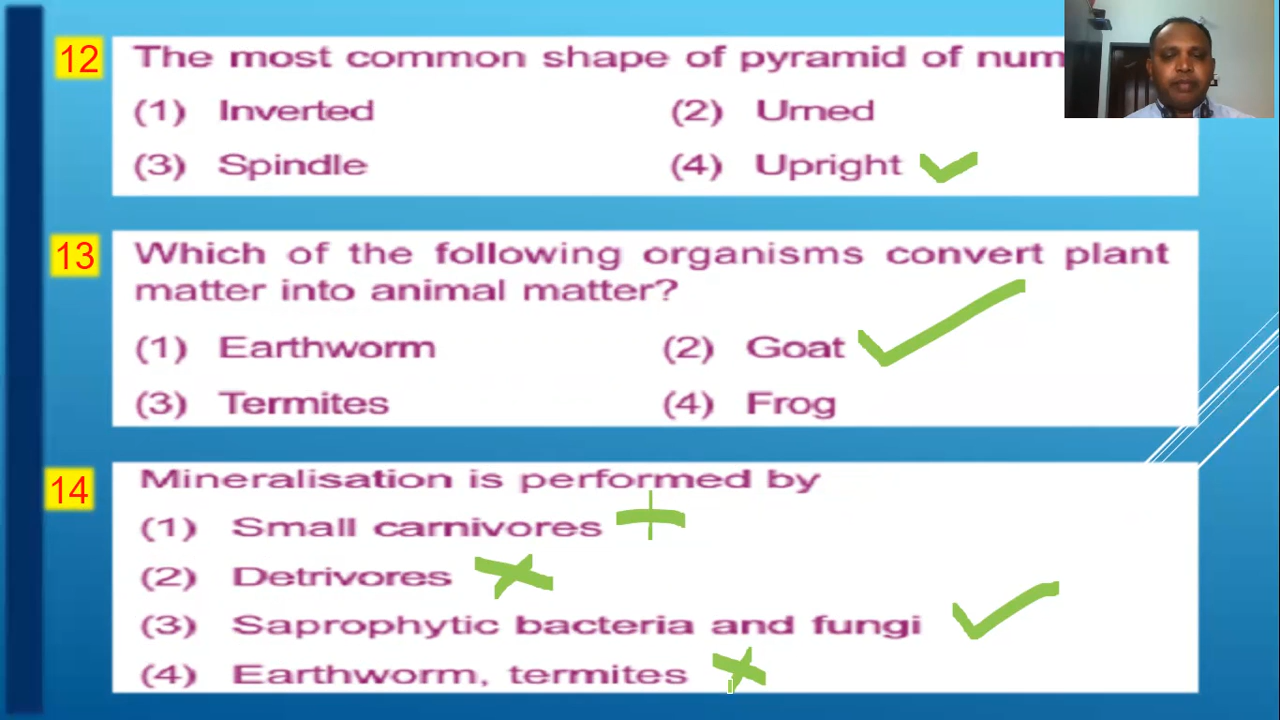 12 The most common shape of pyramid of num
(1) Inverted (2) Urned
(3) Spindle (4) Upright
13 Which of the following organisms convert plant
matter into animal matter?
(1) Earthworm (2) Goat
(3) Termites (4) Frog
14 Mineralisation is performed by
(1) Small carnivores
(2) Detrivores
(3) Saprophytic bacteria and fungi
(4) Earthworm, termites